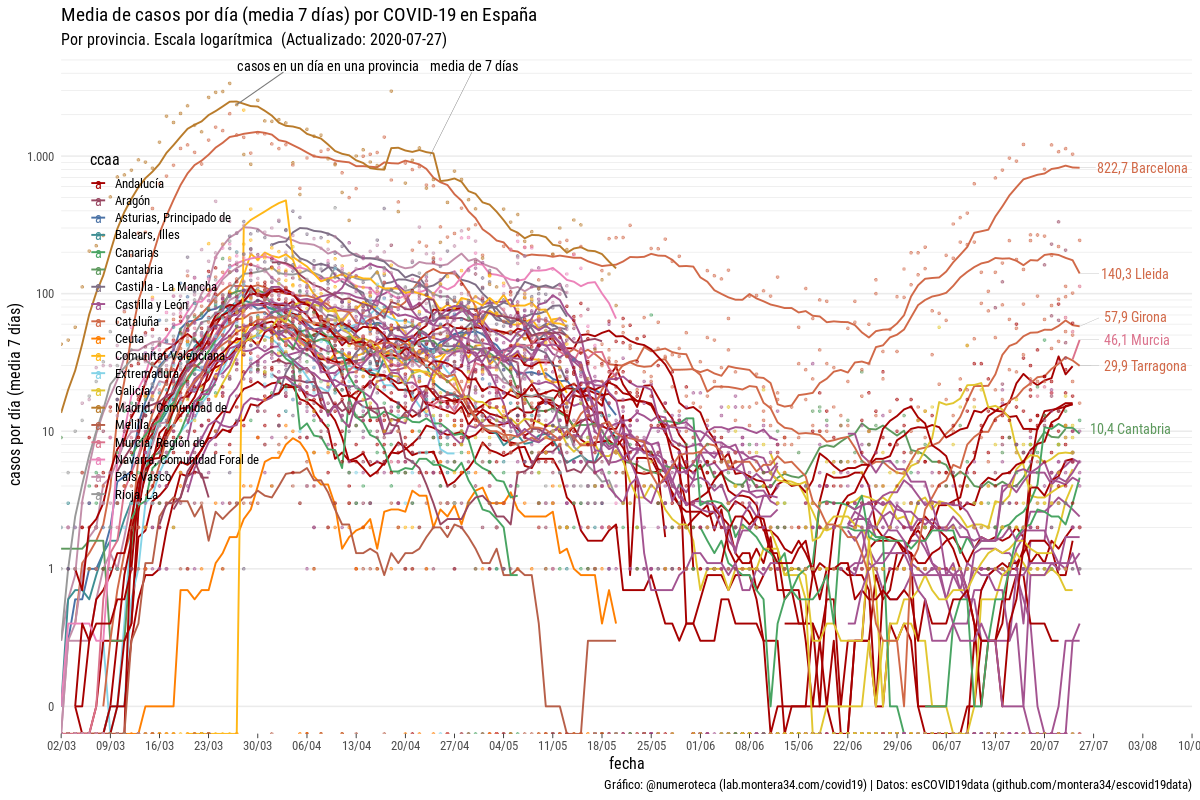 Media de casos por día (media 7 días) por COVID-19 en España
Por provincia. Escala logarítmica (Actualizado: 2020-07-27)
casos en un día en una provincia
media de 7 días
casos por día (media 7 días)
1.000
100
10
1
0
ccaa
Andalucía
Aragón
Asturias, Principado de
Balears, Illes
Canarias
Cantabria
Castilla - La Mancha
Castilla y León
Cataluña
Ceuta
Comunitat Valenciana
Extremadura
Galicia
Madrid, Comunidad de
Melilla
Murcia, Región de
Navarra, Comunidad Foral de
País Vasco
Rioja, La
822,7 Barcelona
140,3 Lleida
57,9 Girona
46,1 Murcia
29,9 Tarragona
10,4 Cantabria
02/03 09/03 16/03 23/03 30/03 06/04 13/04 20/04 27/04 04/05 11/05 18/05 25/05 01/06 08/06 15/06 22/06 29/06 06/07 13/07 20/07 27/07 03/08 10/0
fecha
Gráfico: @numeroteca (lab.montera34.com/covid19) | Datos: esCOVID19data (github.com/montera34/escovid19data)